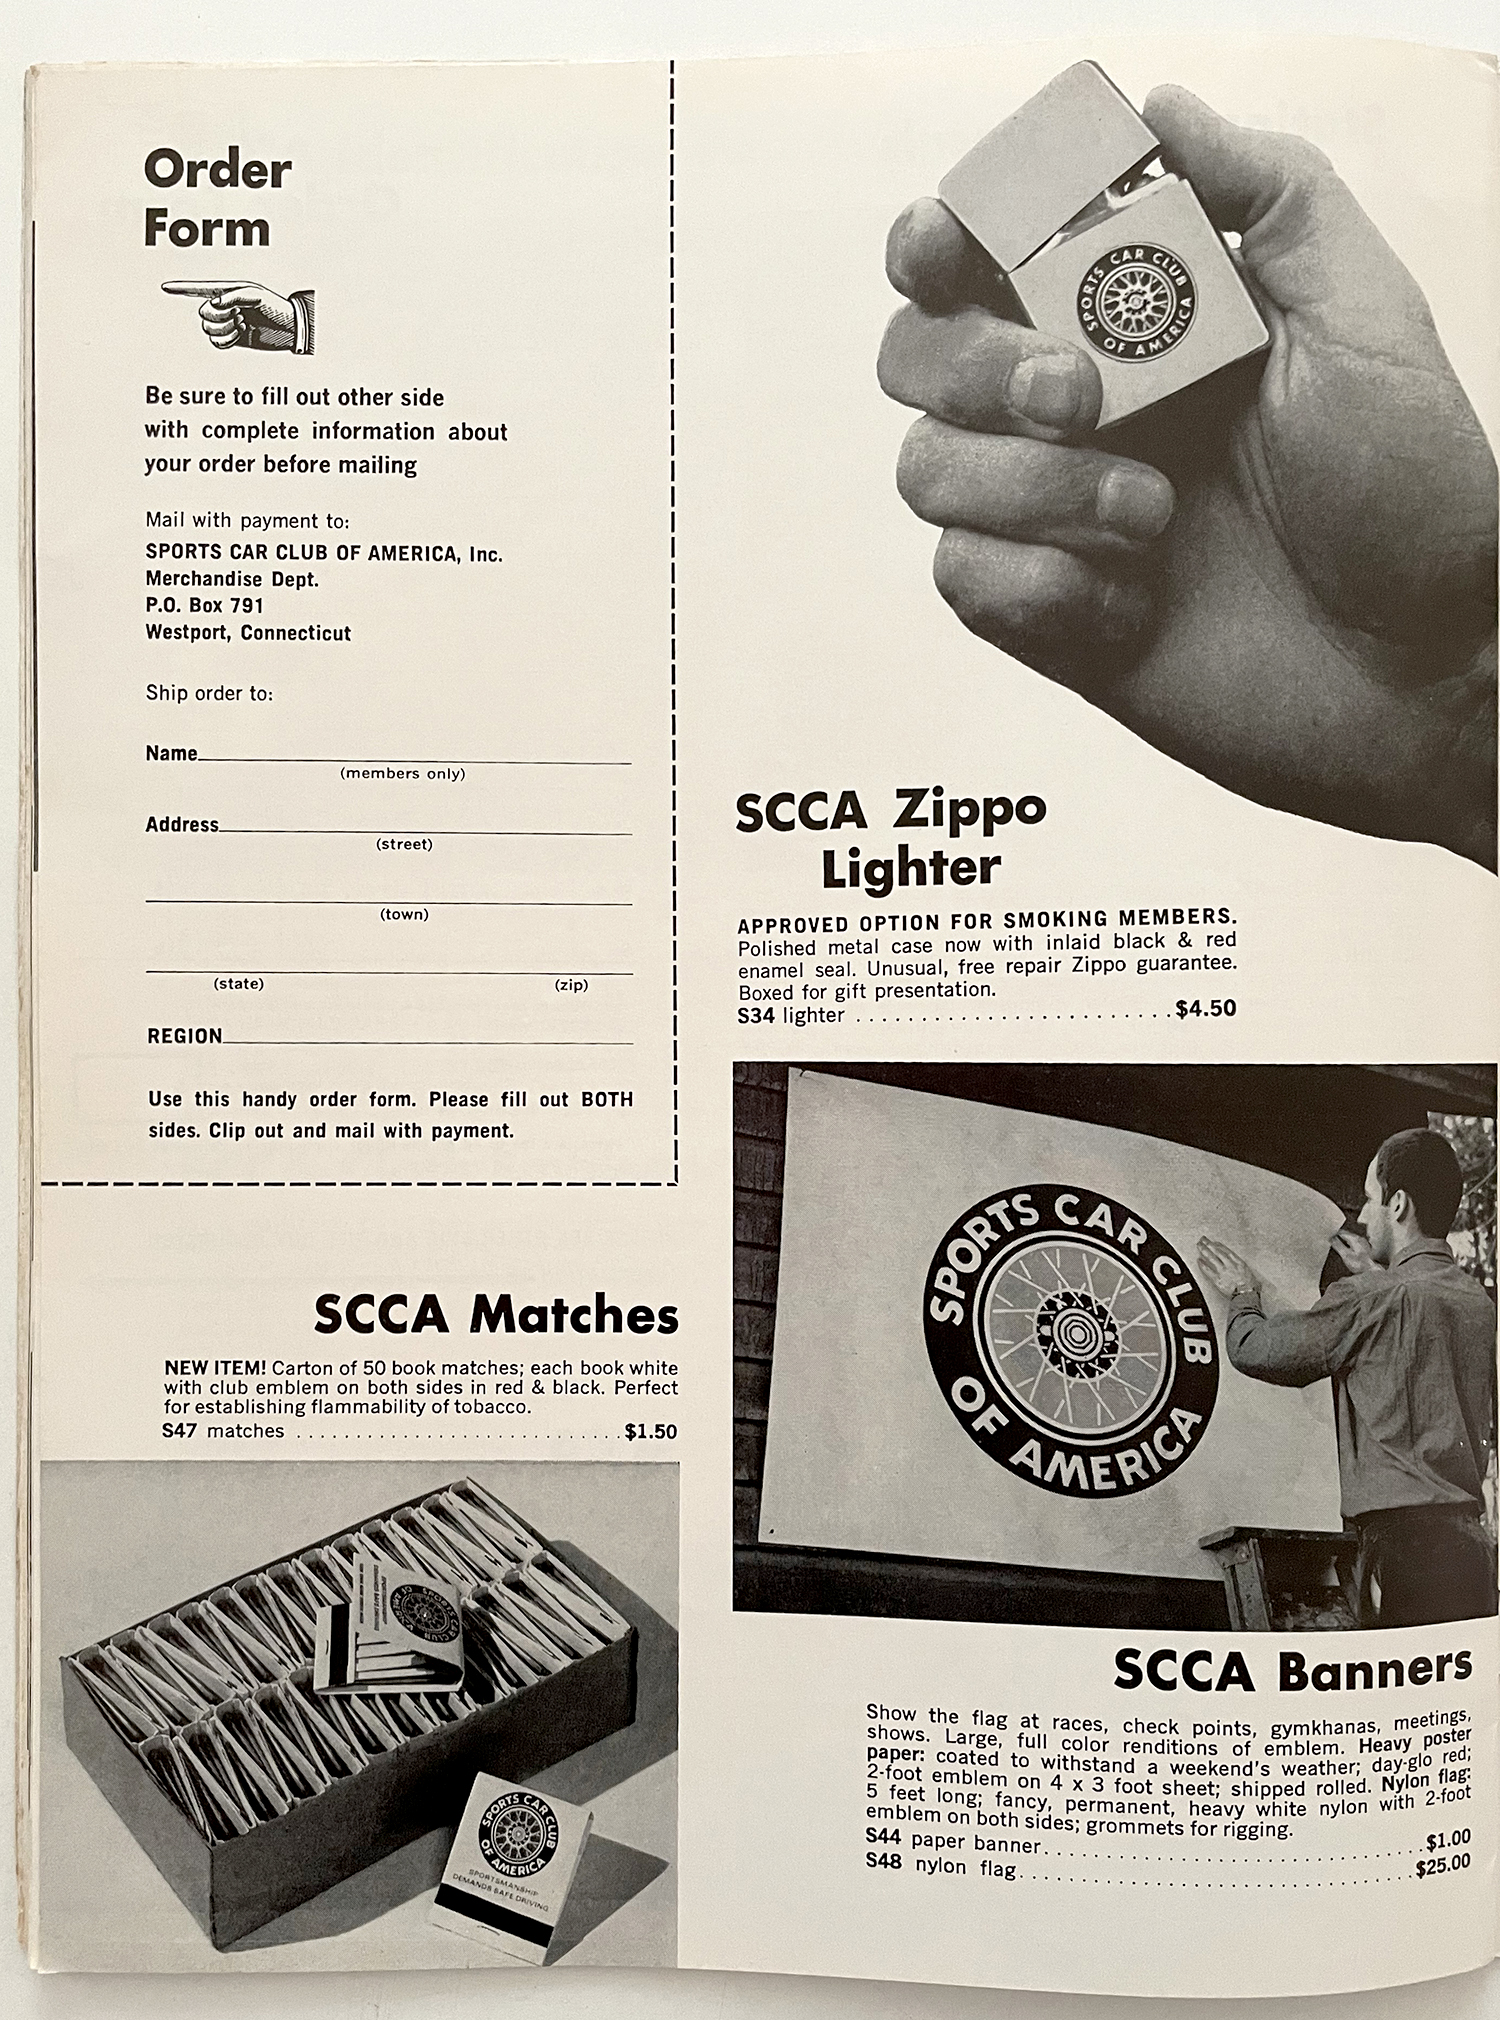 Order
Form
Be sure to fill out other side
with complete information about
your order before mailing
Mail with payment to:
SPORTS CAR CLUB OF AMERICA, Inc.
Merchandise Dept.
P.O. Box 791
Westport, Connecticut
Ship order to:
Name
(members only)
Address
(street)
(town)
(state) (zip)
REGION
Use this handy order form. Please fill out BOTH
sides. Clip out and mail with payment.
SCCA Matches
NEW ITEM! Carton of 50 book matches; each book white
with club emblem on both sides in red & black. Perfect
for establishing flammability of tobacco.
S47 matches ........................... $1.50
SPORTS CAR CLUB
OF AMERICA
SPORTS CAR CLUB
OF AMERICA
SPORTSMANSHIP
DEMANDS SAFE DRIVING
SPORTS CAR CLUB
OF AMERICA
SCCA Zippo
Lighter
APPROVED OPTION FOR SMOKING MEMBERS.
Polished metal case now with inlaid black & red
enamel seal. Unusual, free repair Zippo guarantee.
Boxed for gift presentation.
S34 lighter ........................ $4.50
SPORTS CAR CLUB
OF AMERICA
SCCA Banners
Show the flag at races, check points, gymkhanas, meetings,
shows. Large, full color renditions of emblem. Heavy poster
paper: coated to withstand a weekend's weather; day-glo red;
2-foot emblem on 4 x 3 foot sheet; shipped rolled. Nylon flag:
5 feet long; fancy, permanent, heavy white nylon with 2-foot
emblem on both sides; grommets for rigging.
S44 paper banner................................ $1.00
S48 nylon flag................................. $25.00